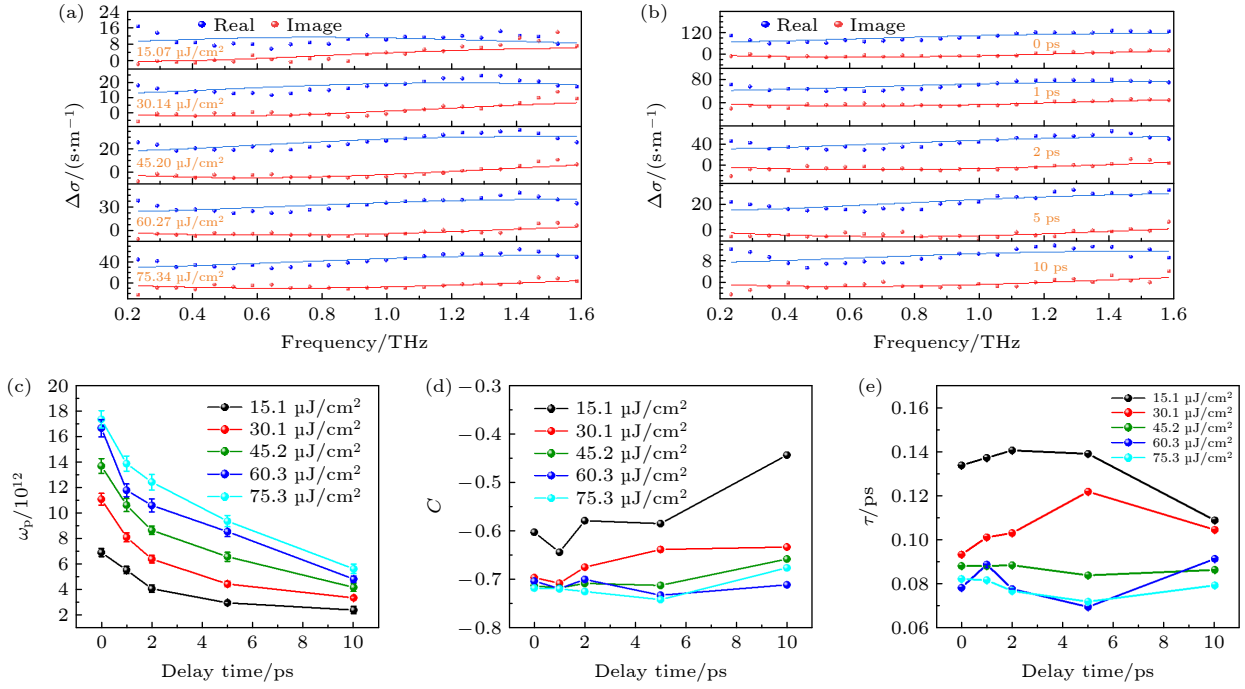 (a)
Real Image
24
16
8
0
15.07 µJ/cm²
20
0
30.14 µJ/cm²
20
0
45.20 µJ/cm²
30
0
60.27 µJ/cm²
40
0
75.34 µJ/cm²
Δσ/(s·m⁻¹)
0.2 0.4 0.6 0.8 1.0 1.2 1.4 1.6
Frequency/THz
(b)
Real Image
120
0
0 ps
80
0
1 ps
40
0
2 ps
20
0
5 ps
8
0
10 ps
Δσ/(s·m⁻¹)
0.2 0.4 0.6 0.8 1.0 1.2 1.4 1.6
Frequency/THz
(c)
20
18
16
14
12
10
8
6
4
2
ωₚ/10¹²
15.1 µJ/cm²
30.1 µJ/cm²
45.2 µJ/cm²
60.3 µJ/cm²
75.3 µJ/cm²
0 2 4 6 8 10
Delay time/ps
(d)
−0.3
−0.4
−0.5
−0.6
−0.7
−0.8
C
15.1 µJ/cm²
30.1 µJ/cm²
45.2 µJ/cm²
60.3 µJ/cm²
75.3 µJ/cm²
0 2 4 6 8 10
Delay time/ps
(e)
0.16
0.14
0.12
0.10
0.08
0.06
τ/ps
15.1 µJ/cm²
30.1 µJ/cm²
45.2 µJ/cm²
60.3 µJ/cm²
75.3 µJ/cm²
0 2 4 6 8 10
Delay time/ps